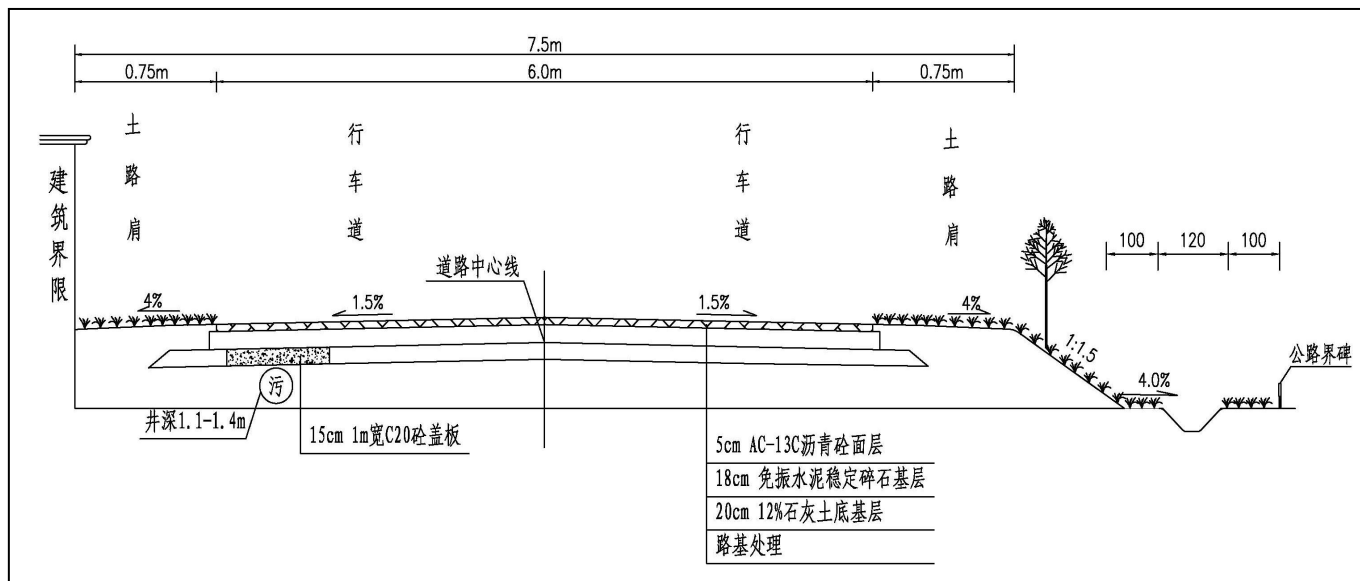 7.5m
0.75m
6.0m
0.75m
土路肩
行车道
行车道
土路肩
建筑界限
100
120
100
道路中心线
4%
1.5%
1.5%
4%
1:1.5
4.0%
公路界碑
污
井深1.1-1.4m
15cm 1m宽C20砼盖板
5cm AC-13C沥青砼面层
18cm 免振水泥稳定碎石基层
20cm 12%石灰土底基层
路基处理